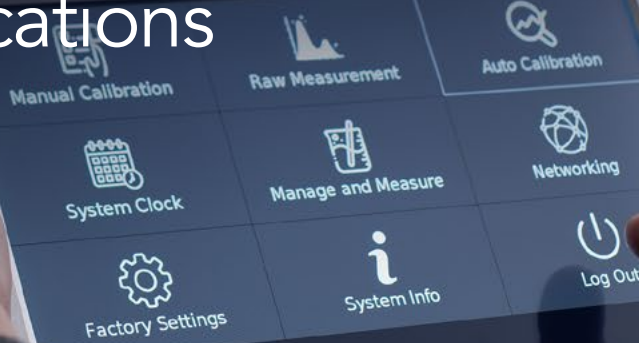 cations
Manual Calibration
Raw Measurement
Auto Calibration
System Clock
Manage and Measure
Networking
Factory Settings
System Info
Log Out